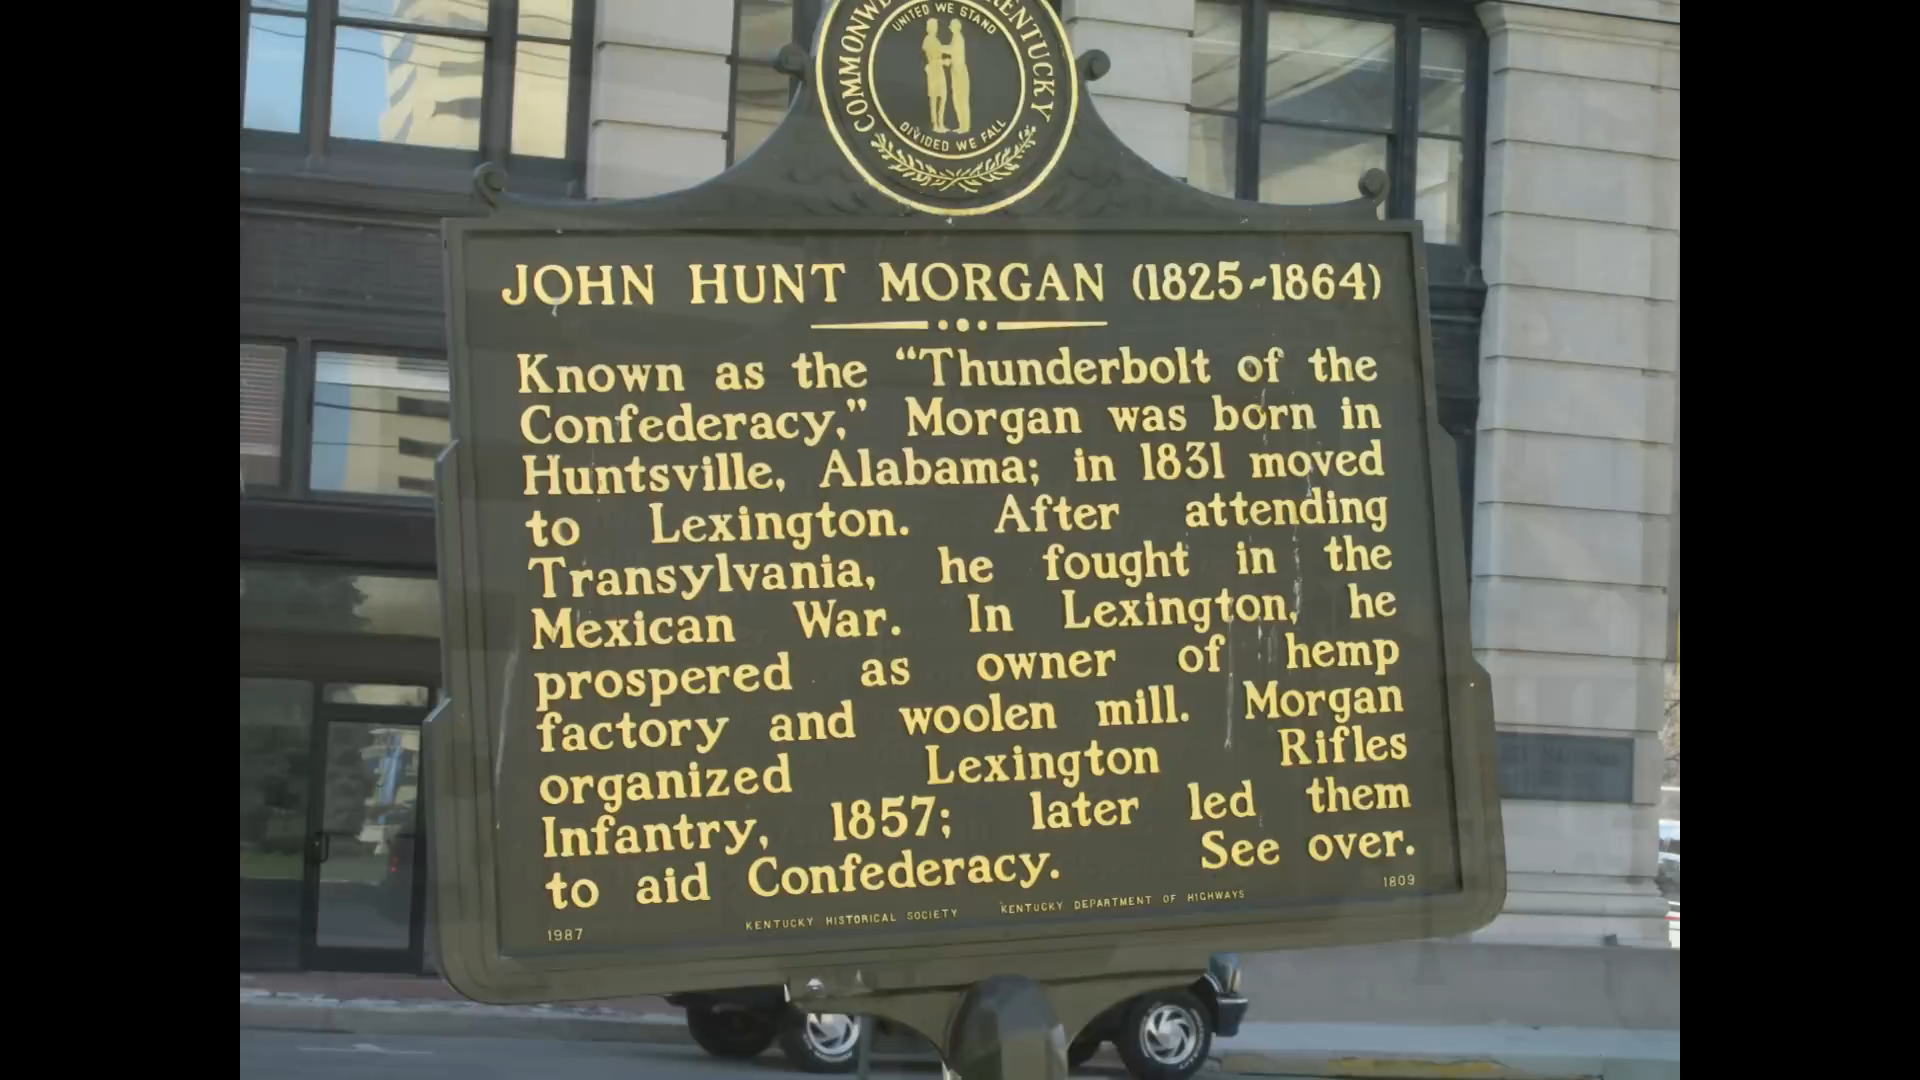 COMMONWE KENTUCKY
UNITED WE STAND
DIVIDED WE FALL
JOHN HUNT MORGAN (1825-1864)
Known as the "Thunderbolt of the
Confederacy," Morgan was born in
Huntsville, Alabama; in 1831 moved
to Lexington. After attending
Transylvania, he fought in the
Mexican War. In Lexington, he
prospered as owner of hemp
factory and woolen mill. Morgan
organized Lexington Rifles
Infantry, 1857; later led them
to aid Confederacy. See over.
1987 KENTUCKY HISTORICAL SOCIETY KENTUCKY DEPARTMENT OF HIGHWAYS 1809